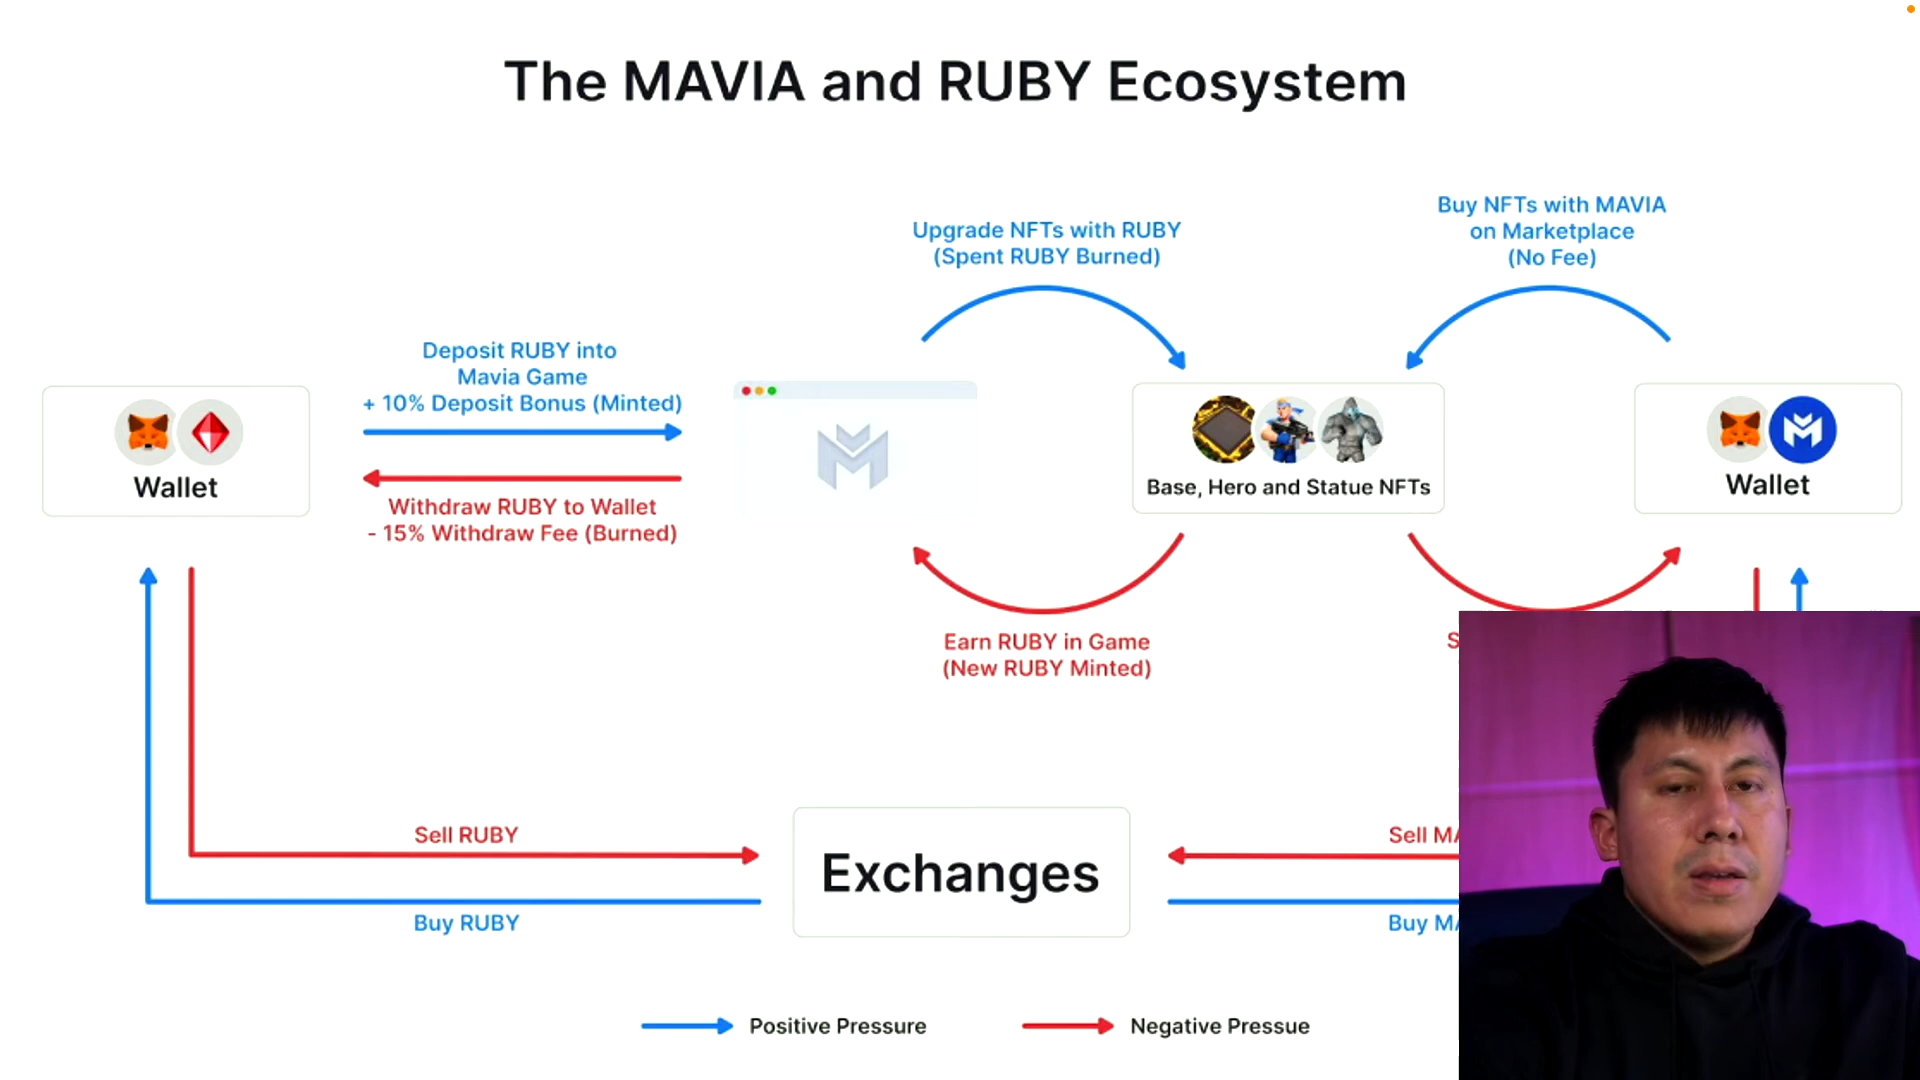 The MAVIA and RUBY Ecosystem
Buy NFTs with MAVIA
on Marketplace
(No Fee)
Upgrade NFTs with RUBY
(Spent RUBY Burned)
Deposit RUBY into
Mavia Game
+ 10% Deposit Bonus (Minted)
Wallet
Base, Hero and Statue NFTs
Wallet
Withdraw RUBY to Wallet
- 15% Withdraw Fee (Burned)
Earn RUBY in Game
(New RUBY Minted)
Sell RUBY
Exchanges
Sell
Buy RUBY
Buy
Positive Pressure
Negative Pressue